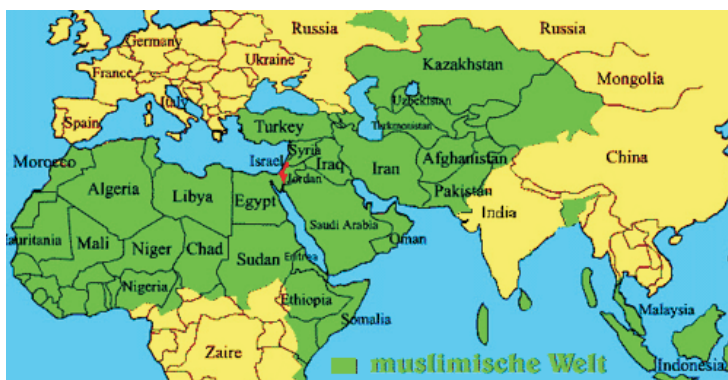 Russia
Russia
Germany
Ukraine
Kazakhstan
France
Mongolia
Italy
Uzbekistan
Spain
Turkey
Turkmenistan
Syria
China
Morocco
Israel
Iraq
Iran
Afghanistan
Jordan
Algeria
Libya
Egypt
Pakistan
India
Saudi Arabia
Mauritania
Mali
Niger
Chad
Oman
Sudan
Eritrea
Nigeria
Ethiopia
Somalia
Malaysia
Zaire
muslimische Welt
Indonesia